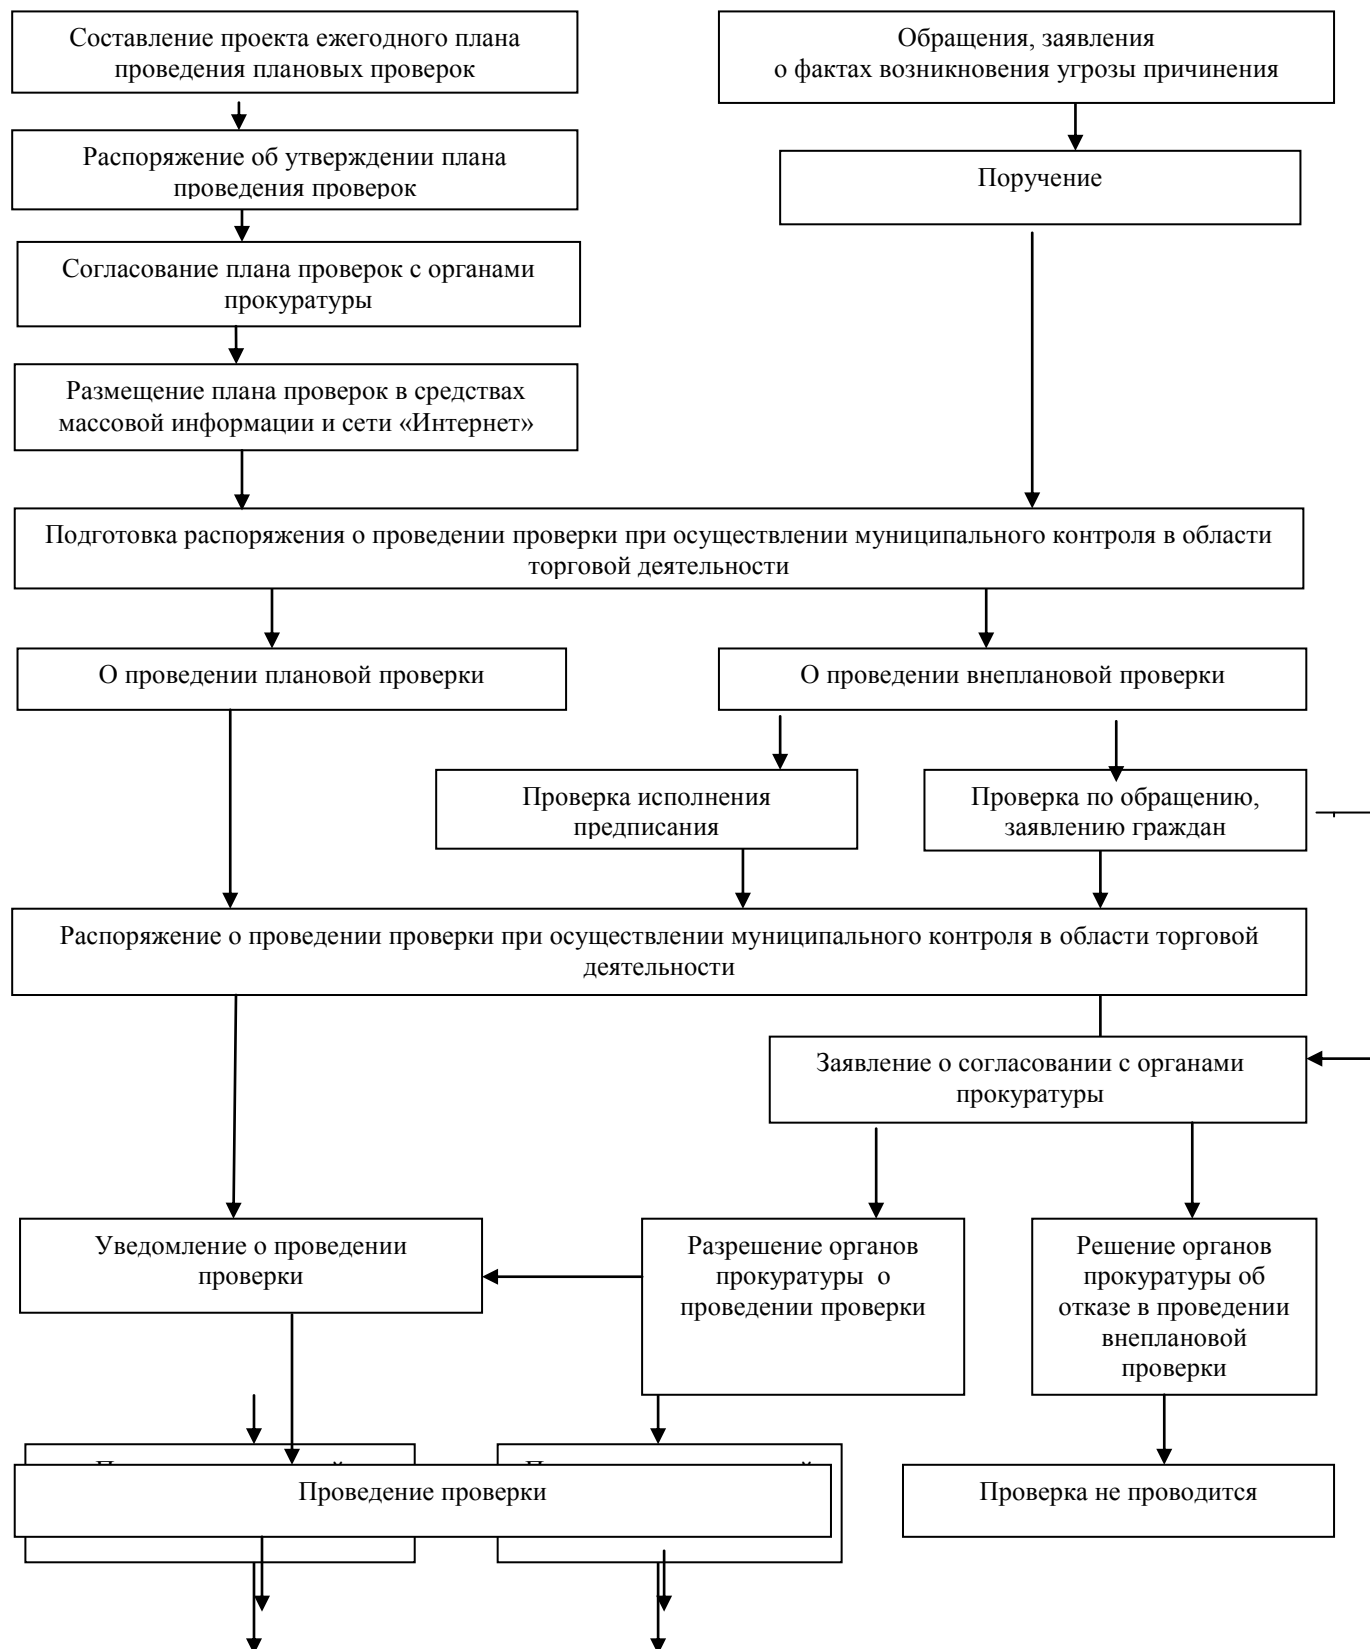 Составление проекта ежегодного плана
проведения плановых проверок
Обращения, заявления
о фактах возникновения угрозы причинения
Распоряжение об утверждении плана
проведения проверок
Поручение
Согласование плана проверок с органами
прокуратуры
Размещение плана проверок в средствах
массовой информации и сети «Интернет»
Подготовка распоряжения о проведении проверки при осуществлении муниципального контроля в области
торговой деятельности
О проведении плановой проверки
О проведении внеплановой проверки
Проверка исполнения
предписания
Проверка по обращению,
заявлению граждан
Распоряжение о проведении проверки при осуществлении муниципального контроля в области торговой
деятельности
Заявление о согласовании с органами
прокуратуры
Уведомление о проведении
проверки
Разрешение органов
прокуратуры о
проведении проверки
Решение органов
прокуратуры об
отказе в проведении
внеплановой
проверки
Проведение проверки
Проверка не проводится